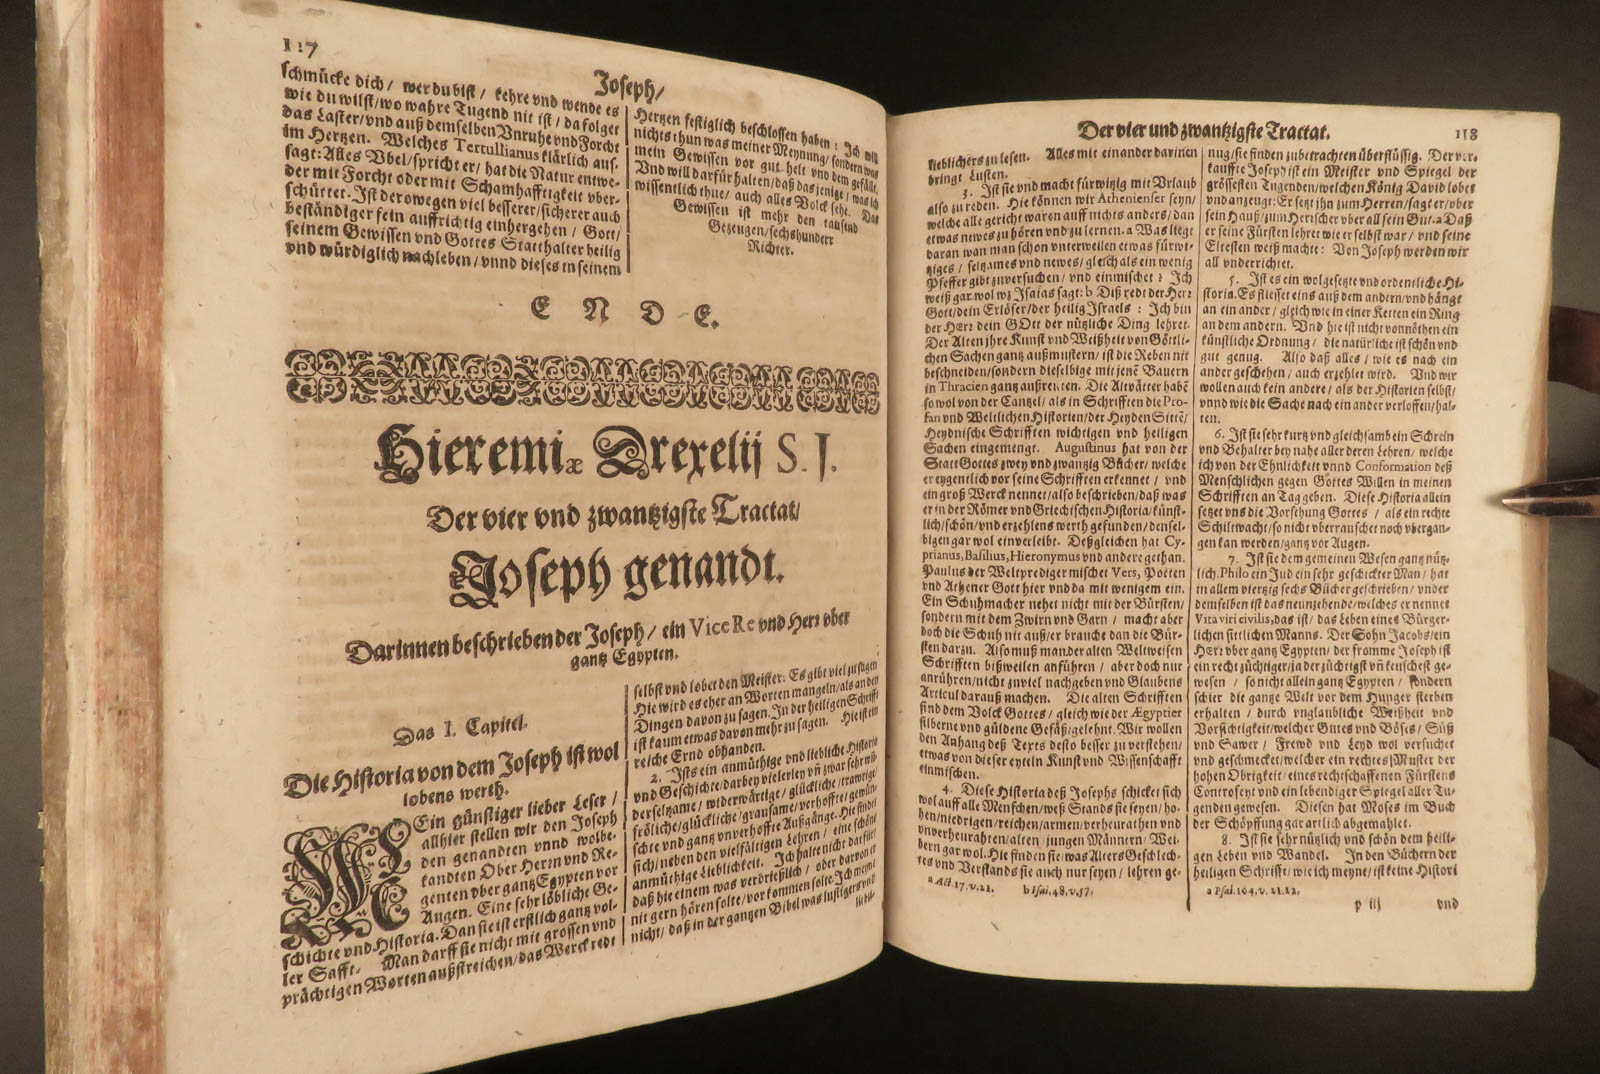 117
Joseph/
schmücke dich/ wer du bist/ kehre vnd wende es
wie du wilst/ wo wahre Tugend nit ist/ da folget
das Laster/ vnd auß demselben Vnruhe vnd Forcht
im Hertzen. Welches Tertullianus klärlich auf-
sagt: Alles Vbel/ spricht er/ hat die Natur entwe-
der mit Forcht oder mit Schamhafftigkeit vber-
schüttet. Ist derowegen viel besserer/ sicherer auch
beständiger sein auffrichtig einhergehen/ Gott/
seinem Gewissen vnd Gottes Statthalter heilig
vnd würdiglich nachleben/ vnnd dieses in seinem
Hertzen festiglich beschlossen haben: Ich will
nichts thun was meiner Meynung/ sondern was
mein Gewissen vor gut helt vnd dem gefällt.
Vnd will darfür halten/ daß das jenige/ was ich
wissentlich thue/ auch alles Volck sehe. Das
Gewissen ist mehr den tausend
Gezeugen/ sechshundert
Richter.
E N D E.
Hieremiæ Drexelij S. J.
Der vier vnd zwantzigste Tractat/
Joseph genandt.
Darinnen beschrieben der Joseph/ ein Vice Re vnd Herr vber
gantz Egypten.
Das I. Capitel.
Die Historia von dem Joseph ist wol
lobens werth.
Mein günstiger lieber Leser/
allhier stellen wir den Joseph
den genandten vnnd wolbe-
kandten Ober Herrn vnd Re-
genten vber gantz Egypten vor
Augen. Eine sehr löbliche Ge-
schichte vnd Historia. Dan sie ist erstlich gantz vol-
ler Safft. Man darff sie nicht mit grossen vnd
prächtigen Worten außstreichen/ das Werck redt
selbst vnd lobet den Meister: Es gibt viel zu sagen
Hie wird es eher an Worten mangeln/ als an den
Dingen davon zu sagen. In der heiligen Schrifft
ist kaum etwas davon mehr zu sagen. Hie ist ein
reiche Ernd obhanden.
2. Ists ein anmüthige vnd liebliche Historia
vnd Geschichte/ darbey vielerley vñ zwar sehr wun-
derseltzame/ widerwärtige/ glückliche/ trawrige/
fröliche/ glückliche/ grausame/ verhoffte/ gewün-
schte vnd gantz vnverhoffte Außgänge. Hie findet
sich/ neben den vielfältigen Lehren/ eine schöne
anmüthige Lieblichkeit. Ich halte nicht darfür/
daß hie einem was verdrießlich/ oder darvon er
nit gern hören solte/ vorkommen solte. Ich meyne
nicht/ daß in der gantzen Bibel was lustigers vnd
liebli-
Der vier und zwantzigste Tractat. 118
lieblichers zu lesen. Alles mit einander darinen
bringt Lusten.
3. Ist sie vnd macht fürwitzig mit Vrlaub
also zu reden. Hie können wir Athenienser seyn/
welche alle gericht waren auff nichts anders/ dan
etwas newes zu hören vnd zu lernen. a Was liegt
daran wan man schon vnterweilen etwas fürwi-
tziges/ seltzames vnd newes/ gleich als ein wenig
Pfeffer gibt zuversuchen/ vnd einmischet? Ich
weiß gar wol wz Isaias sagt: b Diß redt der Herr
Gott/ dein Erlöser/ der heilig Israels: Ich bin
der Herr dein GOtt der nützliche Ding lehret.
Der Alten jhre Kunst vnd Weißheit von Göttli-
chen Sachen gantz außmustern/ ist die Reben nit
beschneiden/ sondern dieselbige mit jenẽ Bauern
in Thracien gantz außreuten. Die Altvätter habẽ
so wol von der Cantzel/ als in Schrifften die Pro-
fan vnd Weltlichen Historien/ der Heyden Sittẽ/
Heydnische Schrifften wichtigen vnd heiligen
Sachen eingemengt. Augustinus hat von der
Statt Gottes zwey vnd zwantzig Bücher/ welche
er eygentlich vor seine Schrifften erkennet/ vnd
ein groß Werck nennet/ also beschrieben/ daß was
er in der Römer vnd Griechischen Historia/ künst-
lich/ schön/ vnd erzehlens werth gefunden/ densel-
bigen gar wol einverleibt. Deßgleichen hat Cy-
prianus, Basilius, Hieronymus vnd andere gethan.
Paulus der Weltprediger mischet Vers, Poëten
vnd Athener Gott hier vnd da mit wenigem ein.
Ein Schuhmacher nehet nicht mit der Bürsten/
sondern mit dem Zwirn vnd Garn/ macht aber
doch die Schuh nit auß/ er brauche dan die Bür-
sten darzu. Also muß man der alten Weltweisen
Schrifften bißweilen anführen/ aber doch nur
anrühren/ nicht zuviel nachgeben vnd Glaubens
Articul darauß machen. Die alten Schrifften
sind dem Volck Gottes/ gleich wie der Ægyptier
silberne vnd güldene Gefäß/ gelehnt. Wir wollen
den Anhang deß Texts desto besser zu verstehen/
etwas von dieser eyteln Kunst vnd Wissenschafft
einmischen.
4. Diese Historia deß Josephs schicket sich
wol auff alle Menschen/ weß Stands sie seyen/ ho-
hen/ niedrigen/ reichen/ armen/ verheurathen vnd
vnverheurahten/ alten jungen Männern/ Wei-
bern gar wol. Hie finden sie/ was Alters Geschlech-
tes vnd Verstands sie auch nur seyen/ lehren ge-
a Act. 17. v. 21. b Isai. 48. v. 57.
nug/ sie finden zu betrachten überflüssig. Der ver-
kauffte Joseph ist ein Meister vnd Spiegel der
grössesten Tugenden/ welchen König David lobet
vnd anzeugt: Er setzt jhn zum Herren/ sagt er/ vber
sein Hauß/ zum Herrscher vber all sein Gut. a Daß
er seine Fürsten lehret wie er selbst war/ vnd seine
Eltesten weiß machte: Von Joseph werden wir
all vnderrichtet.
5. Ist es ein wolgesetzte vnd ordentliche Hi-
storia. Es fliesset eins auß dem andern/ vnd hängt
an ein ander/ gleich wie in einer Ketten ein Ring
an dem andern. Vnd hie ist nicht vonnöthen ein
künstliche Ordnung/ die natürliche ist schön vnd
gut genug. Also daß alles/ wie es nach ein
ander geschehen/ auch erzehlet wird. Vnd wir
wollen auch kein andere/ als der Historien selbst/
vnnd wie die Sache nach ein ander verloffen/ hal-
ten.
6. Ist sie sehr kurtz vnd gleichsamb ein Schrein
vnd Behalter bey nahe aller deren Lehren/ welche
ich von der Ehnlichkeit vnnd Conformation deß
Menschlichen gegen Gottes Willen in meinen
Schrifften an Tag geben. Diese Historia allein
setzet vns die Vorsehung Gottes/ als ein rechte
Schiltwacht/ so nicht vberrauschet noch vbergan-
gen kan werden/ gantz vor Augen.
7. Ist sie dem gemeinen Wesen gantz nütz-
lich. Philo ein Jud ein sehr geschickter Man/ hat
in allem viertzig sechs Bücher geschrieben/ vnder
demselben ist das neunzehende/ welches er nennet
Vita viri civilis, das ist/ das Leben eines Bürger-
lichen sittlichen Manns. Der Sohn Jacobs/ ein
Herr vber gantz Egypten/ der fromme Joseph ist
ein recht züchtiger/ ja der züchtigst vñ keuschest ge-
wesen/ so nicht allein gantz Egypten/ sondern
schier die gantze Welt vor dem Hunger sterben
erhalten/ durch vnglaubliche Weißheit vnd
Vorsichtigkeit/ welcher Gutes vnd Böses/ Süß
vnd Sawer/ Frewd vnd Leyd wol versuchet
vnd geschmecket/ welcher ein rechtes Muster der
hohen Obrigkeit/ eines rechtschaffenen Fürstens
Controfeyt vnd ein lebendiger Spiegel aller Tu-
genden gewesen. Diesen hat Moses im Buch
der Schöpffung gar artlich abgemahlet.
8. Ist sie sehr nützlich vnd schön dem heili-
gen Leben vnd Wandel. In den Büchern der
heiligen Schrifft/ wie ich meyne/ ist keine Histori
a Psal. 104. v. 21. 22.
p iij vnd